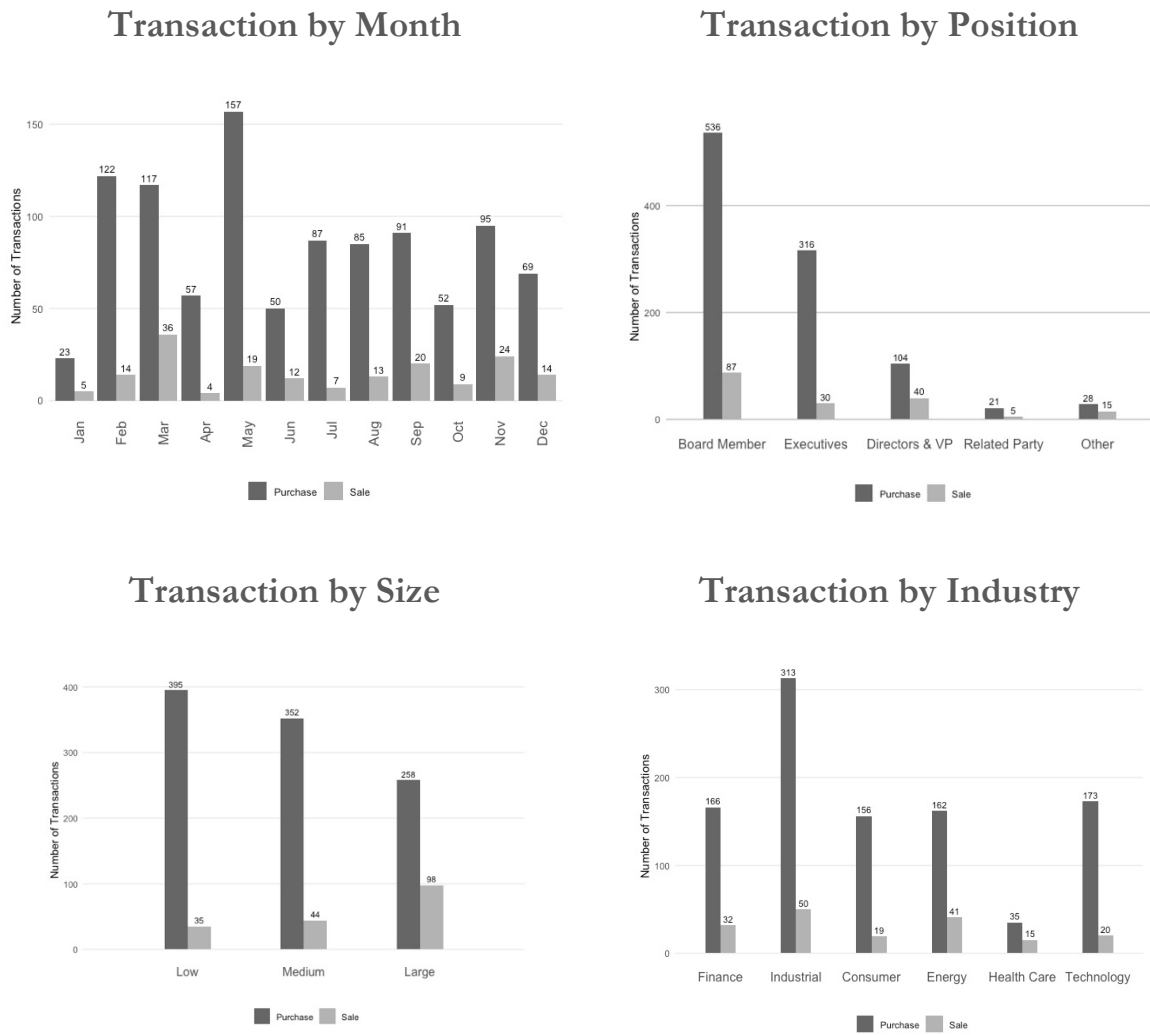 Transaction by Month
Number of Transactions
150
100
50
0
23
5
122
14
117
36
57
4
157
19
50
12
87
7
85
13
91
20
52
9
95
24
69
14
Jan
Feb
Mar
Apr
May
Jun
Jul
Aug
Sep
Oct
Nov
Dec
Purchase Sale
Transaction by Position
Number of Transactions
400
200
0
536
87
316
30
104
40
21
5
28
15
Board Member Executives Directors & VP Related Party Other
Purchase Sale
Transaction by Size
Number of Transactions
400
300
200
100
0
395
35
352
44
258
98
Low Medium Large
Purchase Sale
Transaction by Industry
Number of Transactions
300
200
100
0
166
32
313
50
156
19
162
41
35
15
173
20
Finance Industrial Consumer Energy Health Care Technology
Purchase Sale